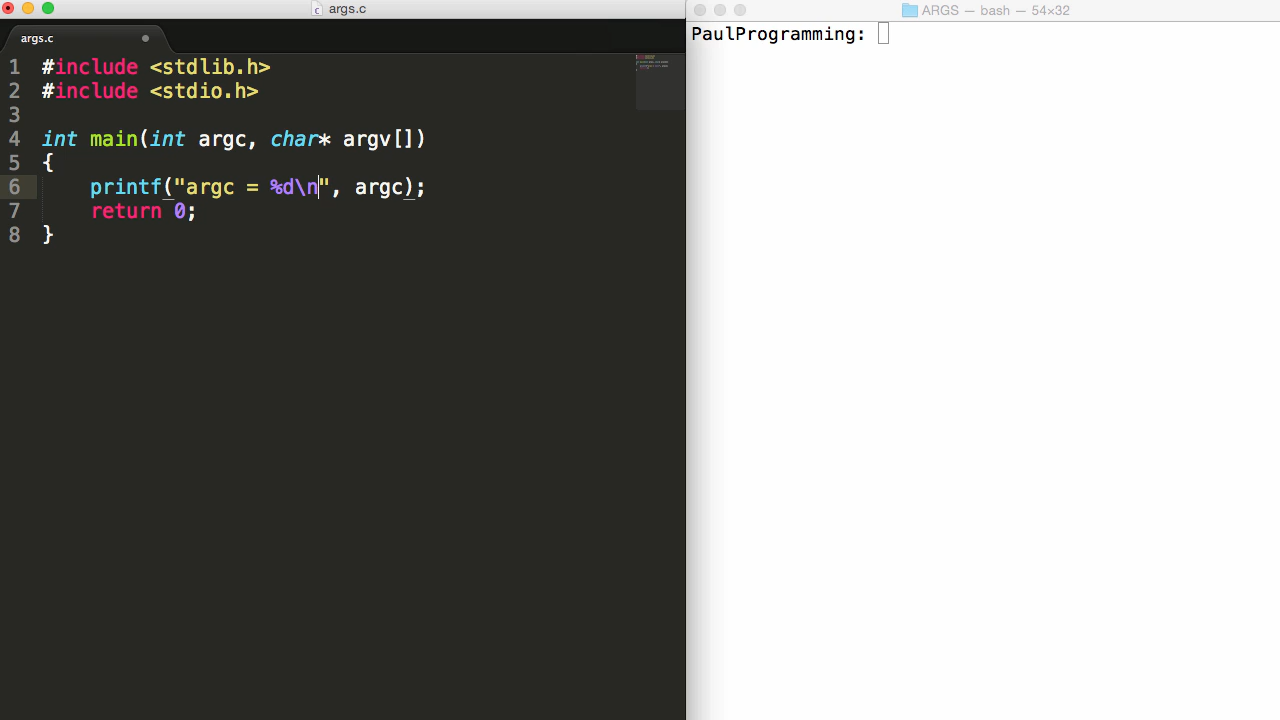 args.c
args.c
1 #include <stdlib.h>
2 #include <stdio.h>
3
4 int main(int argc, char* argv[])
5 {
6     printf("argc = %d\n", argc);
7     return 0;
8 }
ARGS — bash — 54×32
PaulProgramming: